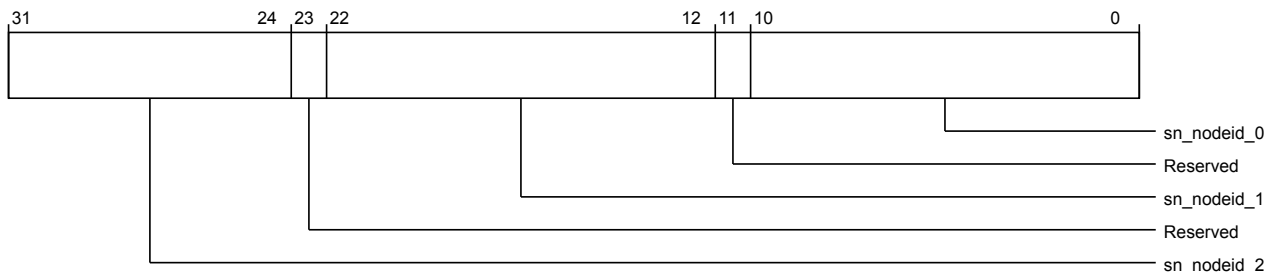 31 24 23 22 12 11 10 0
sn_nodeid_0
Reserved
sn_nodeid_1
Reserved
sn_nodeid_2